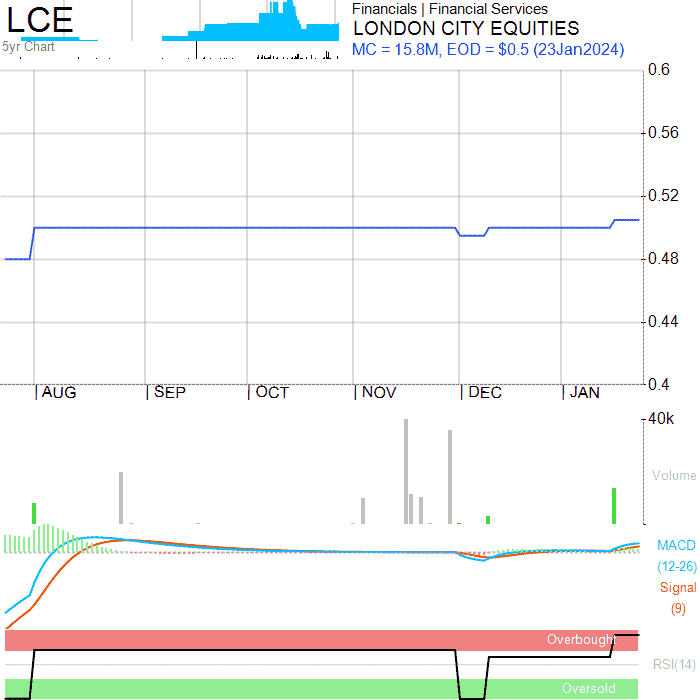 LCE
5yr Chart
Financials | Financial Services
LONDON CITY EQUITIES
MC = 15.8M, EOD = $0.5 (23Jan2024)
0.6
0.56
0.52
0.48
0.44
0.4
AUG SEP OCT NOV DEC JAN
40k
Volume
MACD
(12-26)
Signal
(9)
Overbought
RSI(14)
Oversold